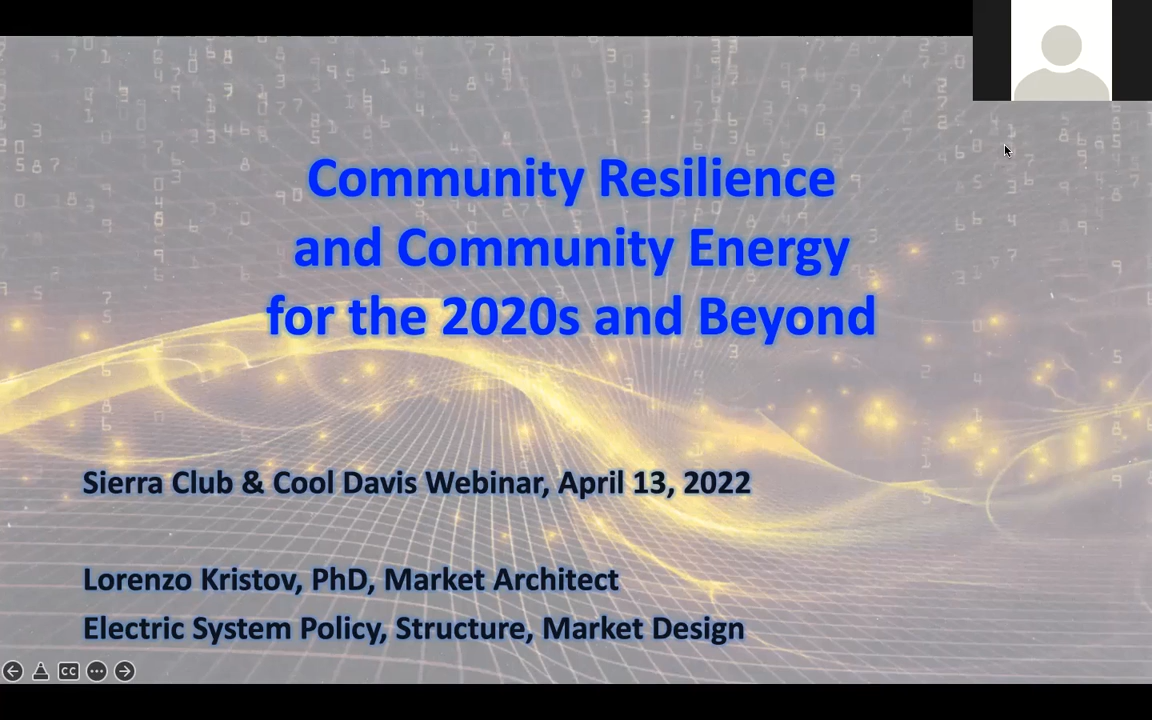 Community Resilience
and Community Energy
for the 2020s and Beyond
Sierra Club & Cool Davis Webinar, April 13, 2022
Lorenzo Kristov, PhD, Market Architect
Electric System Policy, Structure, Market Design
CC